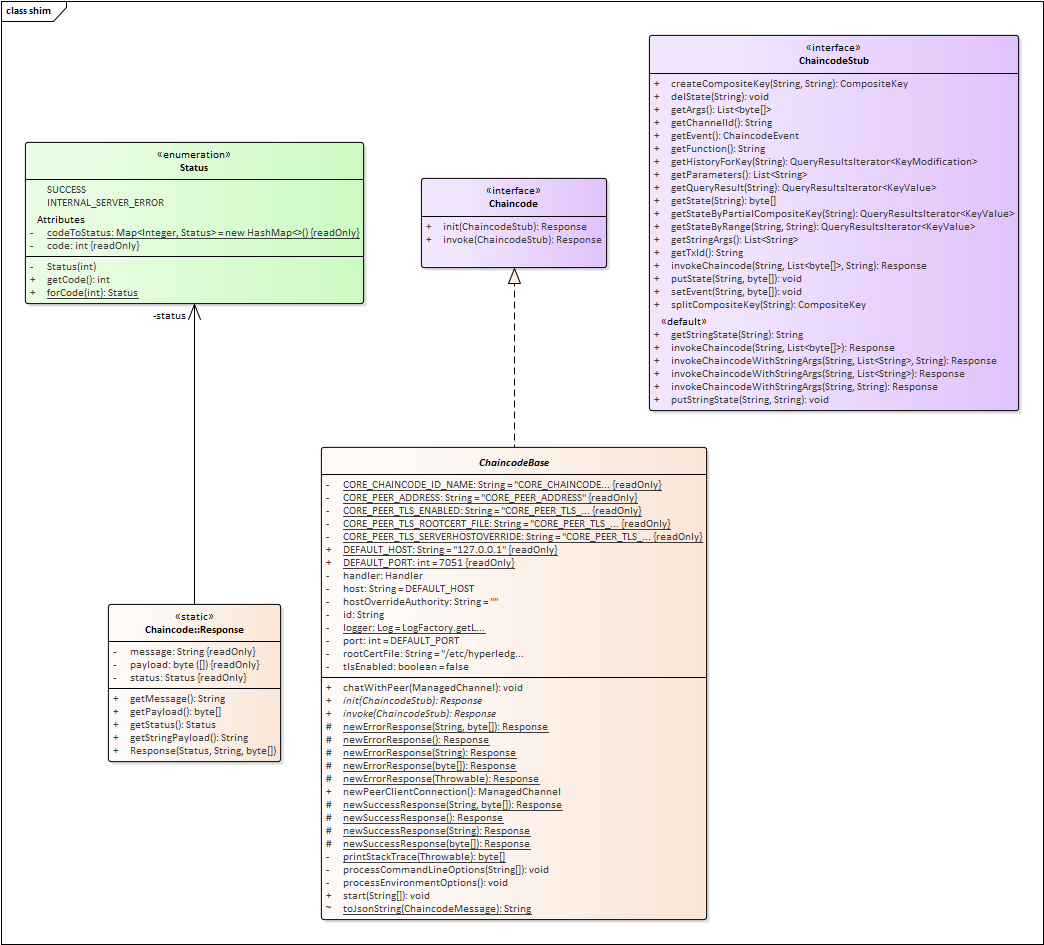 class shim
«interface»
ChaincodeStub
+ createCompositeKey(String, String): CompositeKey
+ delState(String): void
+ getArgs(): List<byte[]>
+ getChannelId(): String
+ getEvent(): ChaincodeEvent
+ getFunction(): String
+ getHistoryForKey(String): QueryResultsIterator<KeyModification>
+ getParameters(): List<String>
+ getQueryResult(String): QueryResultsIterator<KeyValue>
+ getState(String): byte[]
+ getStateByPartialCompositeKey(String): QueryResultsIterator<KeyValue>
+ getStateByRange(String, String): QueryResultsIterator<KeyValue>
+ getStringArgs(): List<String>
+ getTxId(): String
+ invokeChaincode(String, List<byte[]>, String): Response
+ putState(String, byte[]): void
+ setEvent(String, byte[]): void
+ splitCompositeKey(String): CompositeKey
«default»
+ getStringState(String): String
+ invokeChaincode(String, List<byte[]>): Response
+ invokeChaincodeWithStringArgs(String, List<String>, String): Response
+ invokeChaincodeWithStringArgs(String, List<String>): Response
+ invokeChaincodeWithStringArgs(String, String): Response
+ putStringState(String, String): void
«enumeration»
Status
SUCCESS
INTERNAL_SERVER_ERROR
Attributes
- codeToStatus: Map<Integer, Status> = new HashMap<>() {readOnly}
- code: int {readOnly}
- Status(int)
+ getCode(): int
+ forCode(int): Status
-status
«interface»
Chaincode
+ init(ChaincodeStub): Response
+ invoke(ChaincodeStub): Response
ChaincodeBase
- CORE_CHAINCODE_ID_NAME: String = "CORE_CHAINCODE... {readOnly}
- CORE_PEER_ADDRESS: String = "CORE_PEER_ADDRESS" {readOnly}
- CORE_PEER_TLS_ENABLED: String = "CORE_PEER_TLS_... {readOnly}
- CORE_PEER_TLS_ROOTCERT_FILE: String = "CORE_PEER_TLS_... {readOnly}
- CORE_PEER_TLS_SERVERHOSTOVERRIDE: String = "CORE_PEER_TLS_... {readOnly}
+ DEFAULT_HOST: String = "127.0.0.1" {readOnly}
+ DEFAULT_PORT: int = 7051 {readOnly}
- handler: Handler
- host: String = DEFAULT_HOST
- hostOverrideAuthority: String = ""
- id: String
- logger: Log = LogFactory.getL...
- port: int = DEFAULT_PORT
- rootCertFile: String = "/etc/hyperledg...
- tlsEnabled: boolean = false
+ chatWithPeer(ManagedChannel): void
+ init(ChaincodeStub): Response
+ invoke(ChaincodeStub): Response
# newErrorResponse(String, byte[]): Response
# newErrorResponse(): Response
# newErrorResponse(String): Response
# newErrorResponse(byte[]): Response
# newErrorResponse(Throwable): Response
+ newPeerClientConnection(): ManagedChannel
# newSuccessResponse(String, byte[]): Response
# newSuccessResponse(): Response
# newSuccessResponse(String): Response
# newSuccessResponse(byte[]): Response
- printStackTrace(Throwable): byte[]
- processCommandLineOptions(String[]): void
- processEnvironmentOptions(): void
+ start(String[]): void
~ toJsonString(ChaincodeMessage): String
«static»
Chaincode::Response
- message: String {readOnly}
- payload: byte ([]) {readOnly}
- status: Status {readOnly}
+ getMessage(): String
+ getPayload(): byte[]
+ getStatus(): Status
+ getStringPayload(): String
+ Response(Status, String, byte[])